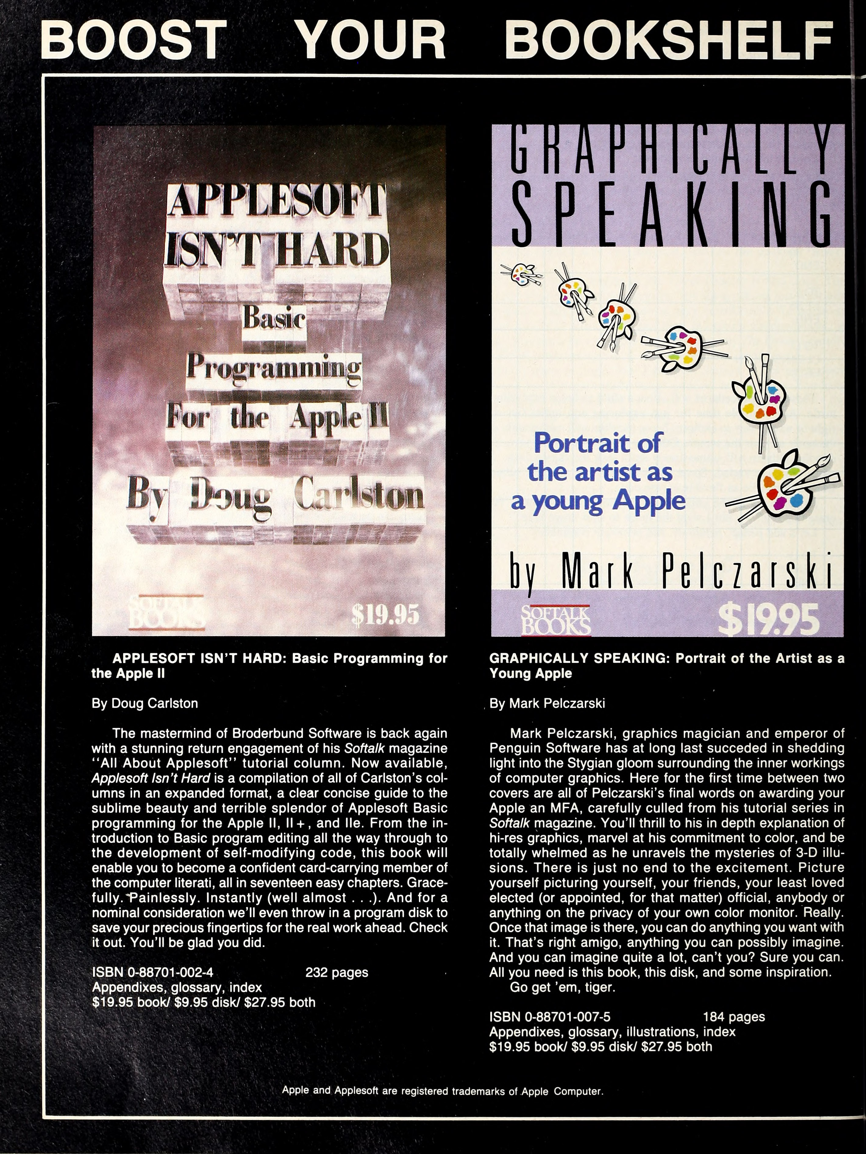 BOOST YOUR BOOKSHELF
APPLESOFT
ISN'T HARD
Basic
Programming
For the Apple II
By Doug Carlston
SOFTALK
BOOKS
$19.95
APPLESOFT ISN'T HARD: Basic Programming for
the Apple II
By Doug Carlston
The mastermind of Broderbund Software is back again
with a stunning return engagement of his Softalk magazine
"All About Applesoft" tutorial column. Now available,
Applesoft Isn't Hard is a compilation of all of Carlston's col-
umns in an expanded format, a clear concise guide to the
sublime beauty and terrible splendor of Applesoft Basic
programming for the Apple II, II+, and IIe. From the in-
troduction to Basic program editing all the way through to
the development of self-modifying code, this book will
enable you to become a confident card-carrying member of
the computer literati, all in seventeen easy chapters. Grace-
fully. Painlessly. Instantly (well almost . . .). And for a
nominal consideration we'll even throw in a program disk to
save your precious fingertips for the real work ahead. Check
it out. You'll be glad you did.
ISBN 0-88701-002-4 232 pages
Appendixes, glossary, index
$19.95 book/ $9.95 disk/ $27.95 both
GRAPHICALLY
SPEAKING
Portrait of
the artist as
a young Apple
by Mark Pelczarski
SOFTALK
BOOKS
$19.95
GRAPHICALLY SPEAKING: Portrait of the Artist as a
Young Apple
By Mark Pelczarski
Mark Pelczarski, graphics magician and emperor of
Penguin Software has at long last succeded in shedding
light into the Stygian gloom surrounding the inner workings
of computer graphics. Here for the first time between two
covers are all of Pelczarski's final words on awarding your
Apple an MFA, carefully culled from his tutorial series in
Softalk magazine. You'll thrill to his in depth explanation of
hi-res graphics, marvel at his commitment to color, and be
totally whelmed as he unravels the mysteries of 3-D illu-
sions. There is just no end to the excitement. Picture
yourself picturing yourself, your friends, your least loved
elected (or appointed, for that matter) official, anybody or
anything on the privacy of your own color monitor. Really.
Once that image is there, you can do anything you want with
it. That's right amigo, anything you can possibly imagine.
And you can imagine quite a lot, can't you? Sure you can.
All you need is this book, this disk, and some inspiration.
Go get 'em, tiger.
ISBN 0-88701-007-5 184 pages
Appendixes, glossary, illustrations, index
$19.95 book/ $9.95 disk/ $27.95 both
Apple and Applesoft are registered trademarks of Apple Computer.